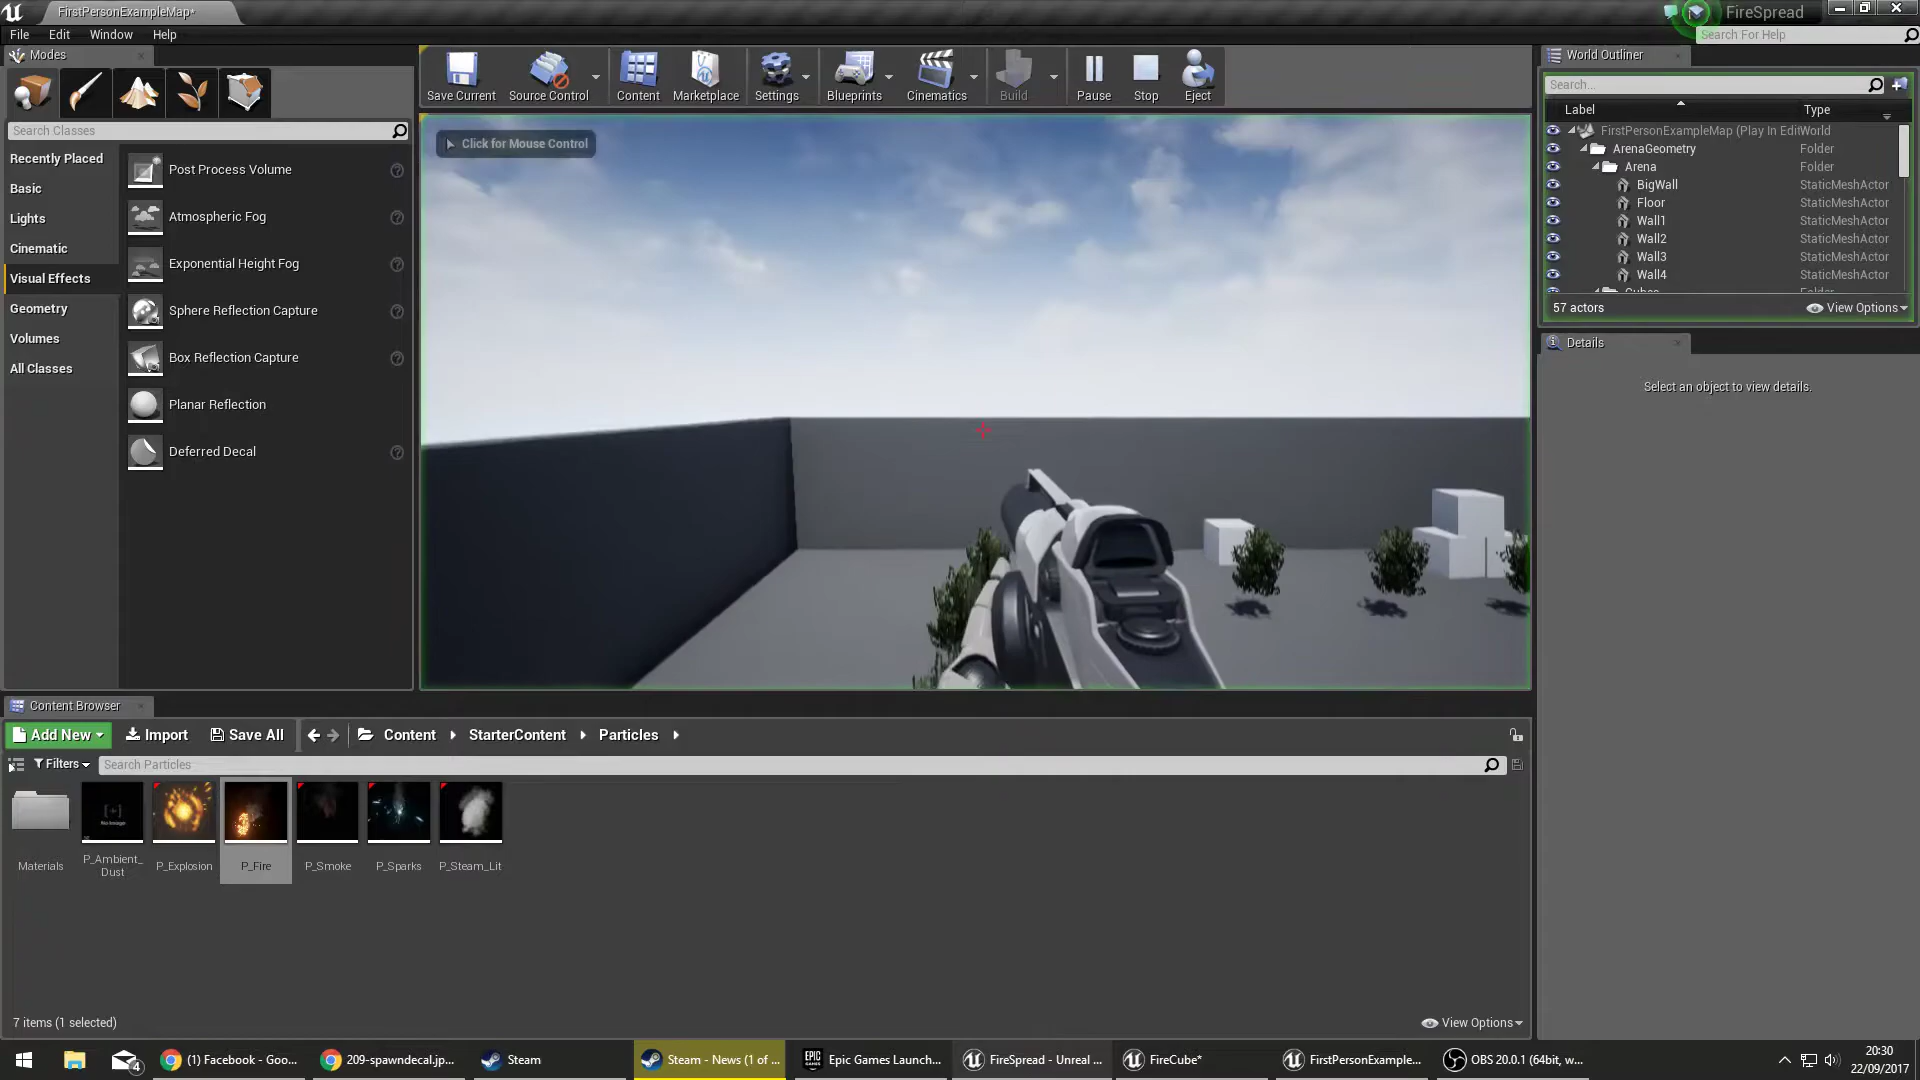 FirstPersonExampleMap*
FireSpread
File Edit Window Help
Search For Help
Modes
Save Current
Source Control
Content
Marketplace
Settings
Blueprints
Cinematics
Build
Pause
Stop
Eject
World Outliner
Search...
Label Type
Search Classes
Click for Mouse Control
Recently Placed
Basic
Lights
Cinematic
Visual Effects
Geometry
Volumes
All Classes
Post Process Volume
Atmospheric Fog
Exponential Height Fog
Sphere Reflection Capture
Box Reflection Capture
Planar Reflection
Deferred Decal
FirstPersonExampleMap (Play In Edit World
ArenaGeometry Folder
Arena Folder
BigWall StaticMeshActor
Floor StaticMeshActor
Wall1 StaticMeshActor
Wall2 StaticMeshActor
Wall3 StaticMeshActor
Wall4 StaticMeshActor
57 actors View Options
Details
Select an object to view details.
Content Browser
Add New Import Save All Content StarterContent Particles
Filters Search Particles
Materials
P_Ambient_
Dust
P_Explosion
P_Fire
P_Smoke
P_Sparks
P_Steam_Lit
7 items (1 selected)
View Options
4
(1) Facebook - Goo...
209-spawndecal.jp...
Steam
Steam - News (1 of ...
EPIC GAMES
Epic Games Launch...
FireSpread - Unreal ...
FireCube*
FirstPersonExample...
OBS 20.0.1 (64bit, w...
20:30
22/09/2017